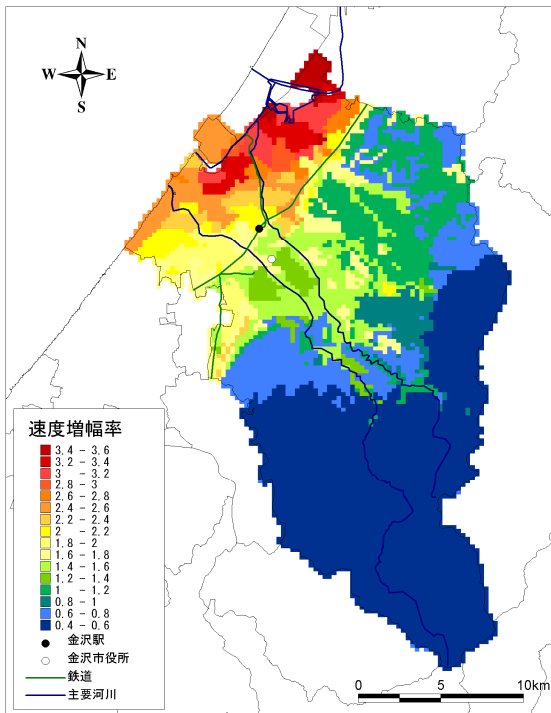 N
W E
S
速度増幅率
3.4 - 3.6
3.2 - 3.4
3 - 3.2
2.8 - 3
2.6 - 2.8
2.4 - 2.6
2.2 - 2.4
2 - 2.2
1.8 - 2
1.6 - 1.8
1.4 - 1.6
1.2 - 1.4
1 - 1.2
0.8 - 1
0.6 - 0.8
0.4 - 0.6
金沢駅
金沢市役所
鉄道
主要河川
0 5 10km